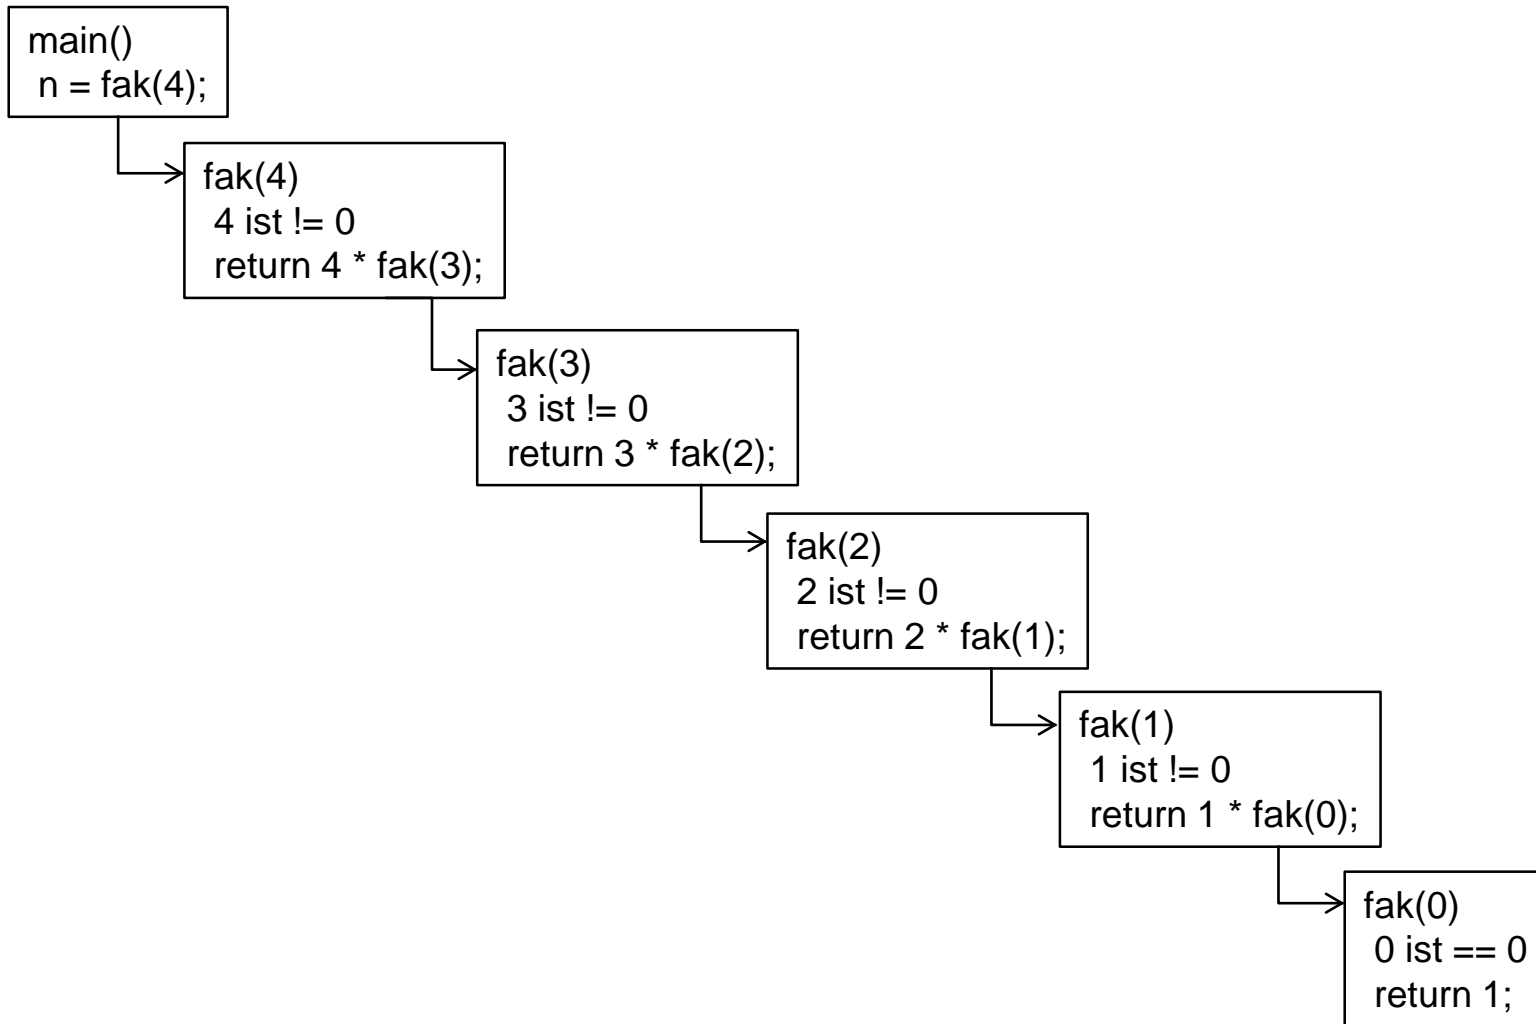 main()
n = fak(4);
fak(4)
4 ist != 0
return 4 * fak(3);
fak(3)
3 ist != 0
return 3 * fak(2);
fak(2)
2 ist != 0
return 2 * fak(1);
fak(1)
1 ist != 0
return 1 * fak(0);
fak(0)
0 ist == 0
return 1;